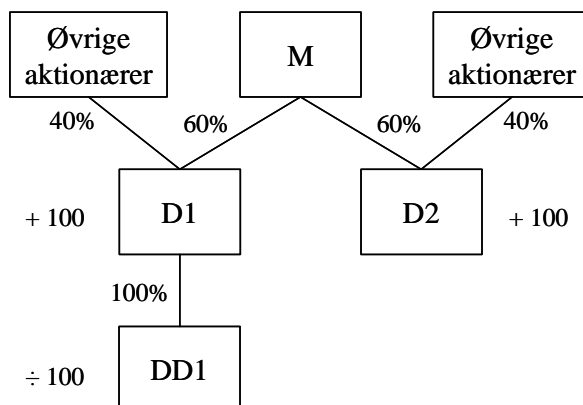 Øvrige
aktionærer
M
Øvrige
aktionærer
40%
60%
60%
40%
+ 100
D1
D2
+ 100
100%
÷ 100
DD1